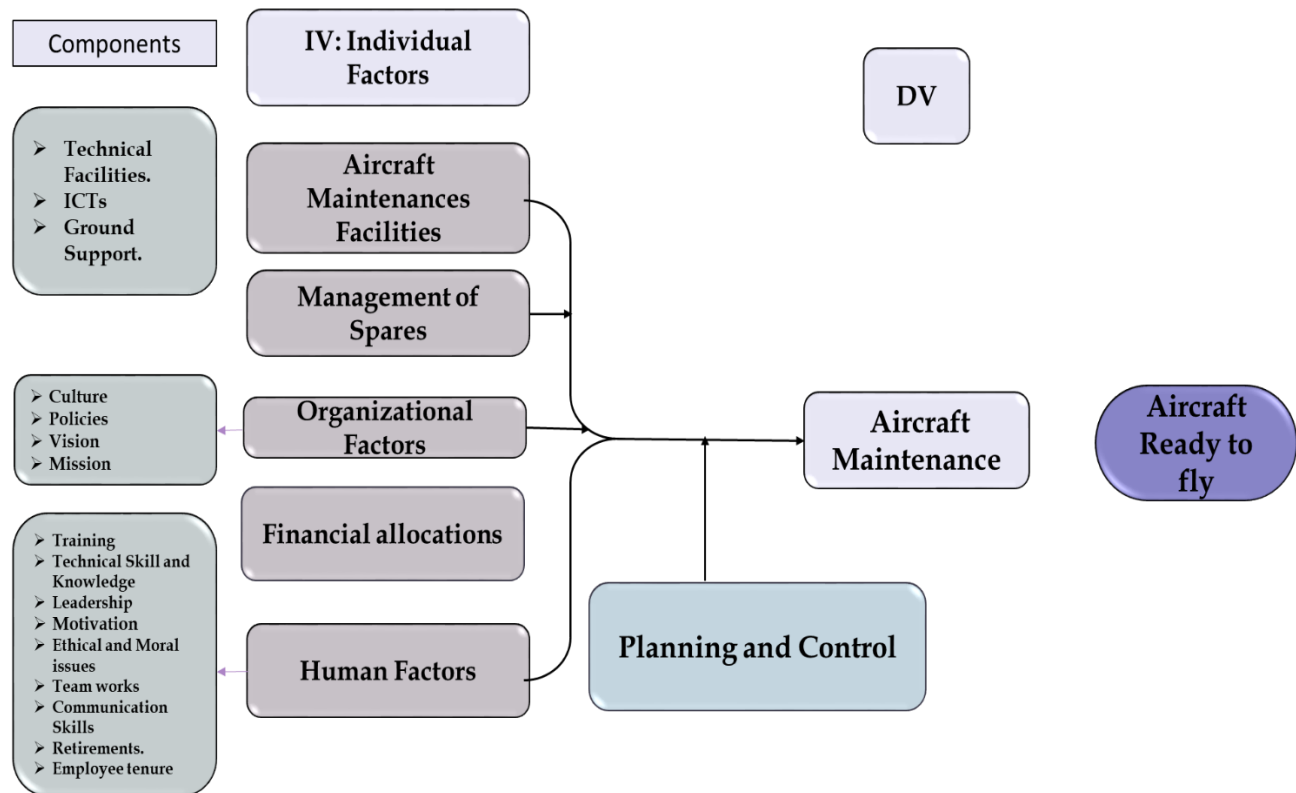 Components
IV: Individual
Factors
DV
➢ Technical
Facilities.
➢ ICTs
➢ Ground
Support.
Aircraft
Maintenances
Facilities
Management of
Spares
➢ Culture
➢ Policies
➢ Vision
➢ Mission
Organizational
Factors
Aircraft
Maintenance
Aircraft
Ready to
fly
Financial allocations
➢ Training
➢ Technical Skill and
Knowledge
➢ Leadership
➢ Motivation
➢ Ethical and Moral
issues
➢ Team works
➢ Communication
Skills
➢ Retirements.
➢ Employee tenure
Human Factors
Planning and Control